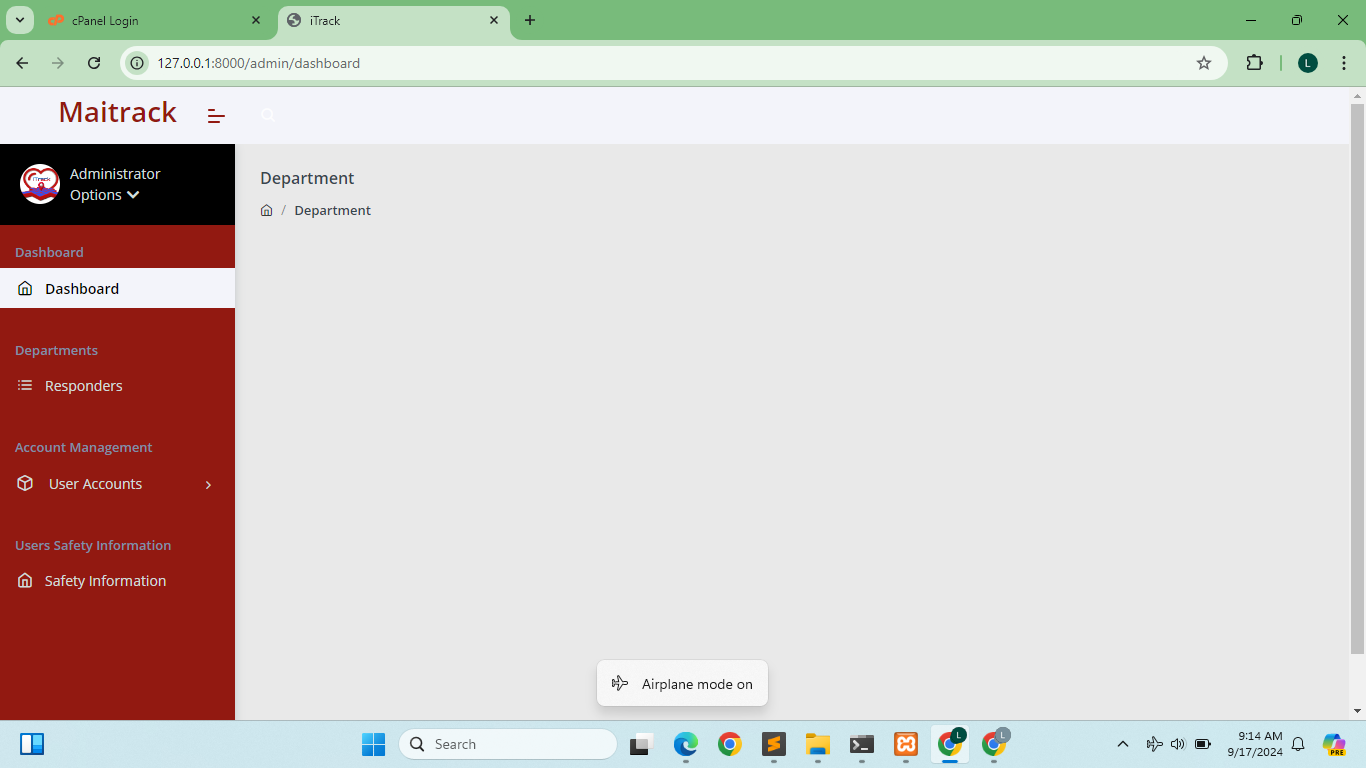 cPanel Login
iTrack
127.0.0.1:8000/admin/dashboard
L
Maitrack
iTrack
Administrator
Options
Department
/ Department
Dashboard
Dashboard
Departments
Responders
Account Management
User Accounts
Users Safety Information
Safety Information
Airplane mode on
Search
L
L
9:14 AM
9/17/2024
PRE